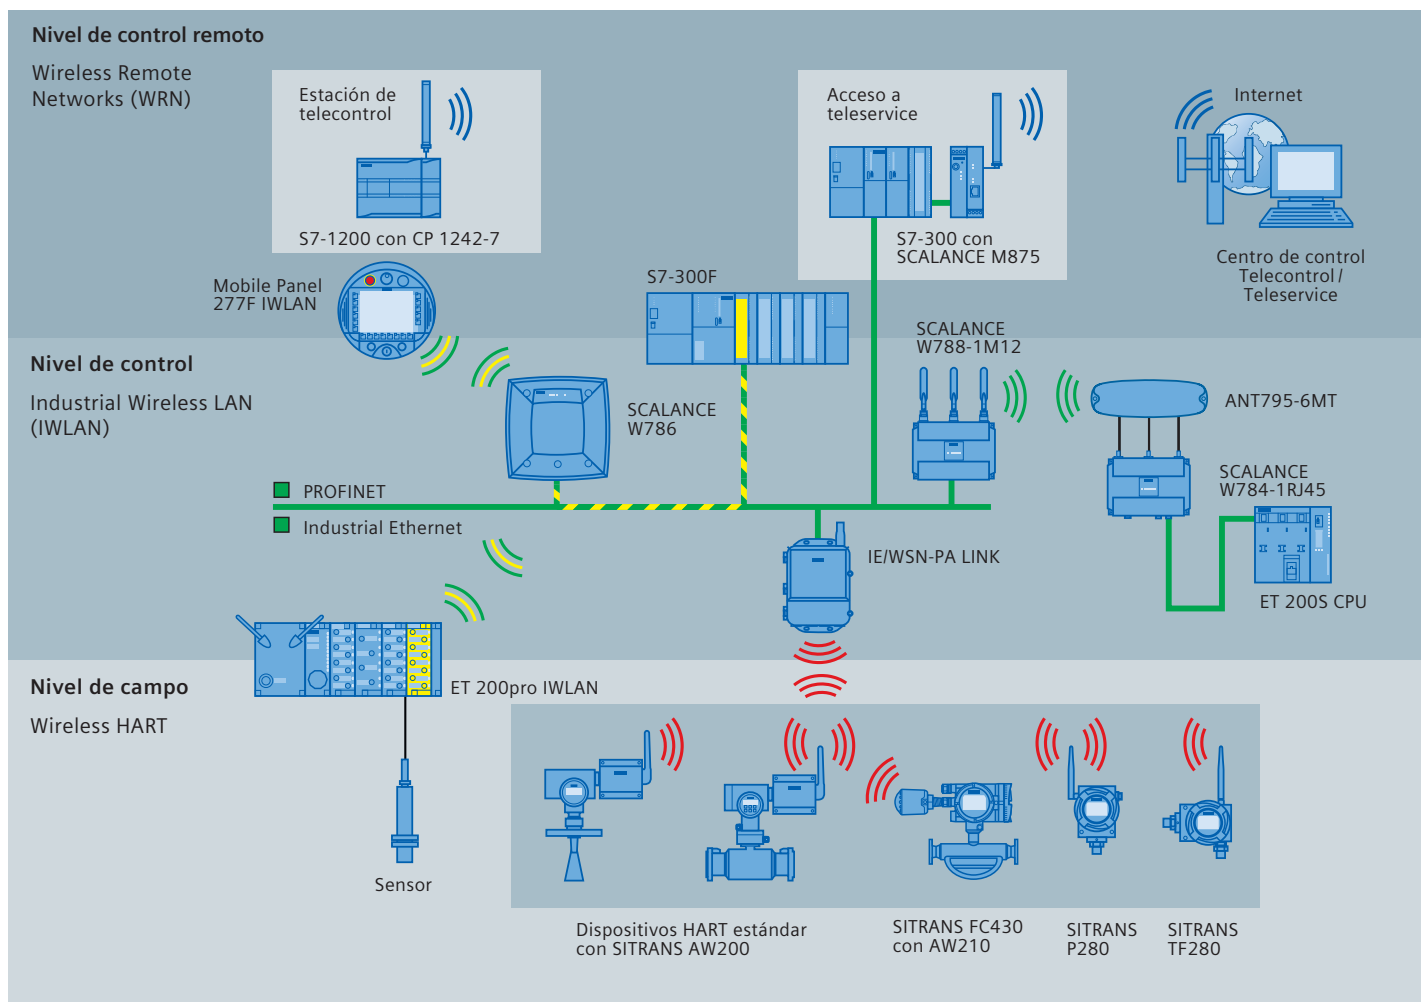 Nivel de control remoto
Wireless Remote
Networks (WRN)
Estación de
telecontrol
S7-1200 con CP 1242-7
Acceso a
teleservice
S7-300 con
SCALANCE M875
Internet
Centro de control
Telecontrol /
Teleservice
Mobile Panel
277F IWLAN
S7-300F
Nivel de control
Industrial Wireless LAN
(IWLAN)
SCALANCE
W786
SCALANCE
W788-1M12
ANT795-6MT
SCALANCE
W784-1RJ45
PROFINET
Industrial Ethernet
IE/WSN-PA LINK
ET 200S CPU
Nivel de campo
Wireless HART
ET 200pro IWLAN
Sensor
Dispositivos HART estándar
con SITRANS AW200
SITRANS FC430
con AW210
SITRANS
P280
SITRANS
TF280